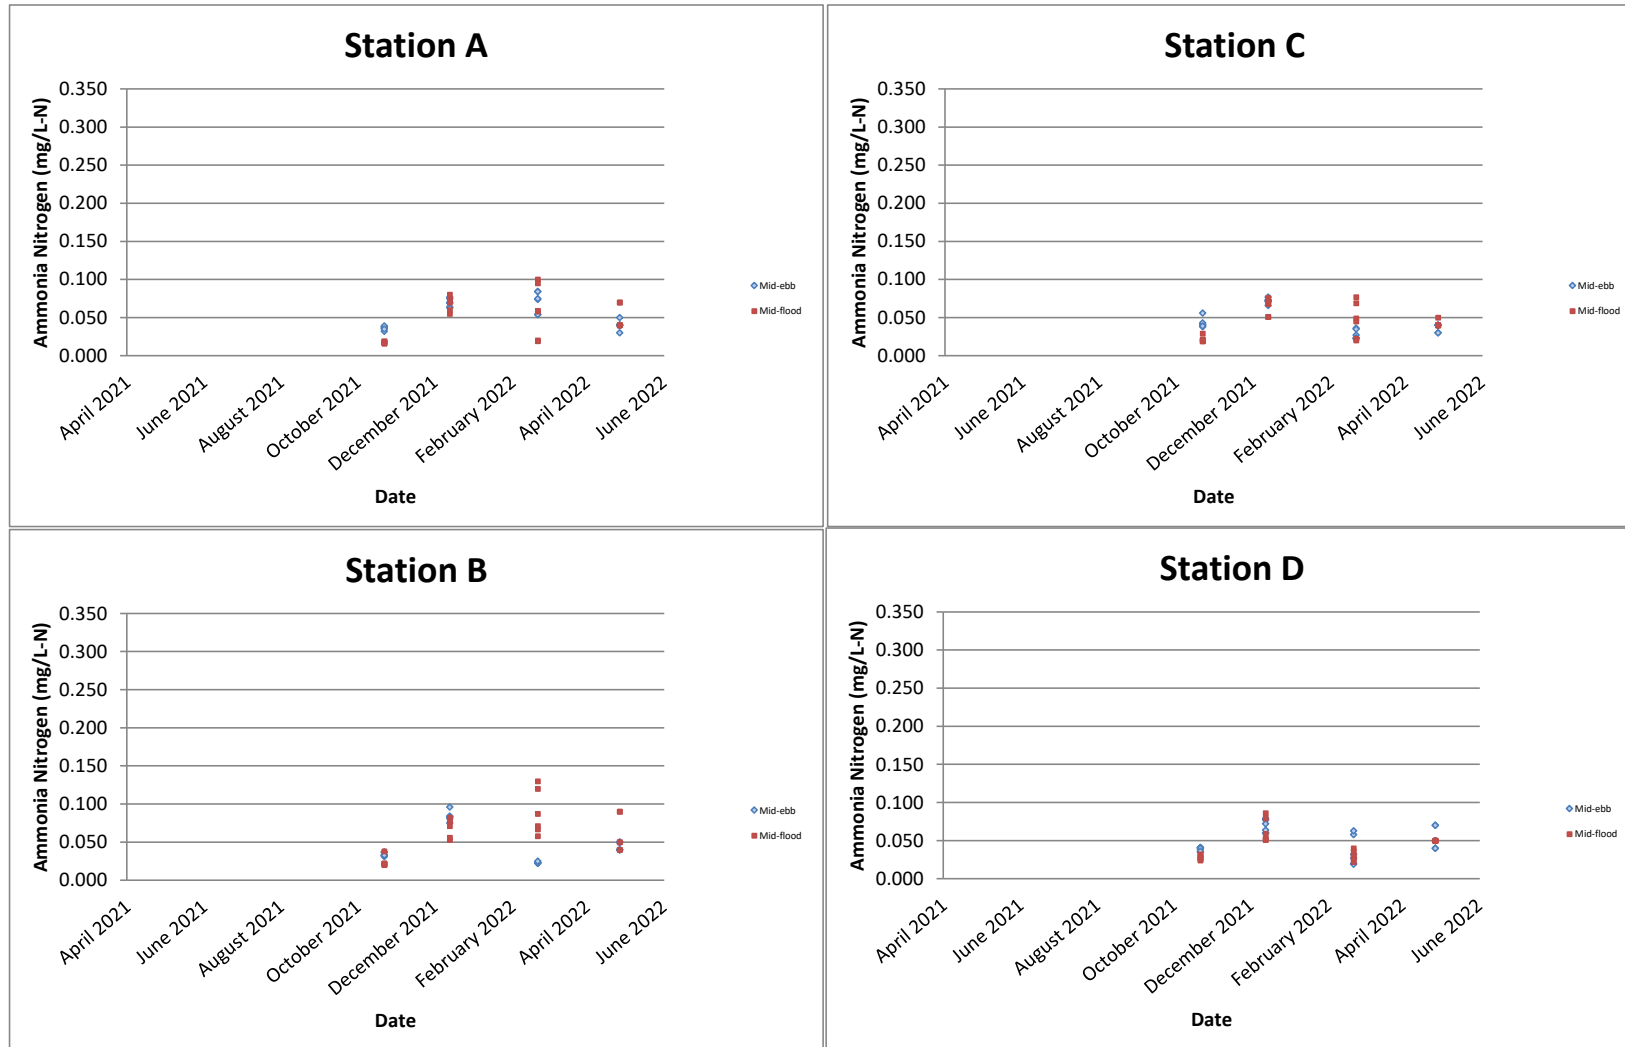 Station A
Ammonia Nitrogen (mg/L-N)
0.350
0.300
0.250
0.200
0.150
0.100
0.050
0.000
April 2021
June 2021
August 2021
October 2021
December 2021
February 2022
April 2022
June 2022
Date
Mid-ebb
Mid-flood
Station C
Ammonia Nitrogen (mg/L-N)
0.350
0.300
0.250
0.200
0.150
0.100
0.050
0.000
April 2021
June 2021
August 2021
October 2021
December 2021
February 2022
April 2022
June 2022
Date
Mid-ebb
Mid-flood
Station B
Ammonia Nitrogen (mg/L-N)
0.350
0.300
0.250
0.200
0.150
0.100
0.050
0.000
April 2021
June 2021
August 2021
October 2021
December 2021
February 2022
April 2022
June 2022
Date
Mid-ebb
Mid-flood
Station D
Ammonia Nitrogen (mg/L-N)
0.350
0.300
0.250
0.200
0.150
0.100
0.050
0.000
April 2021
June 2021
August 2021
October 2021
December 2021
February 2022
April 2022
June 2022
Date
Mid-ebb
Mid-flood